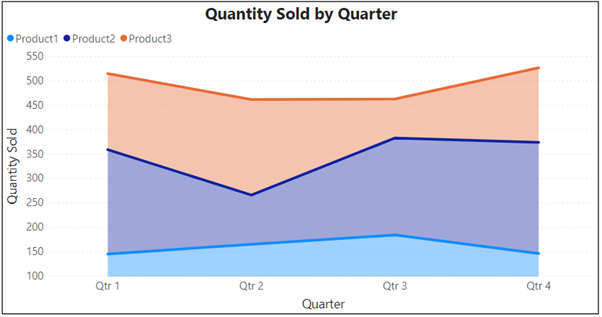 Quantity Sold by Quarter
Product1 Product2 Product3
550
500
450
400
350
300
250
200
150
100
Quantity Sold
Qtr 1 Qtr 2 Qtr 3 Qtr 4
Quarter